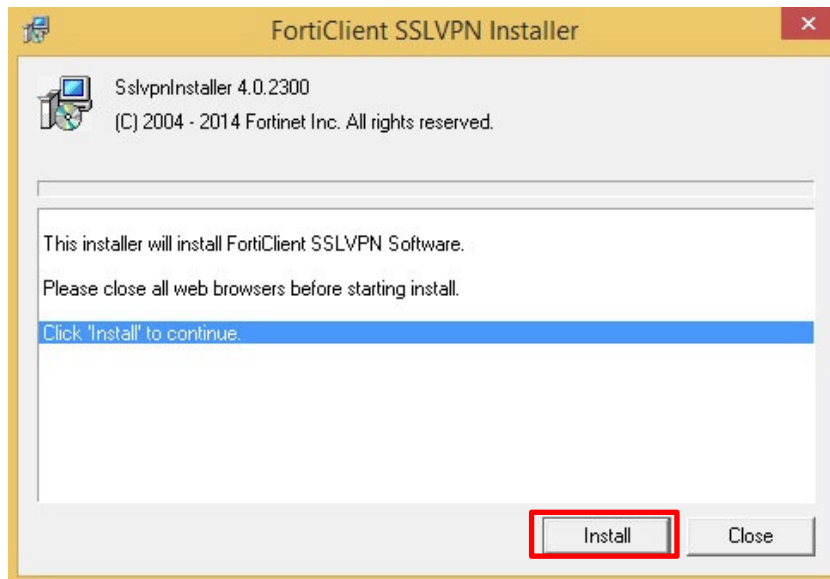 FortiClient SSLVPN Installer
SslvpnInstaller 4.0.2300
(C) 2004 - 2014 Fortinet Inc. All rights reserved.
This installer will install FortiClient SSLVPN Software.
Please close all web browsers before starting install.
Click 'Install' to continue.
Install Close